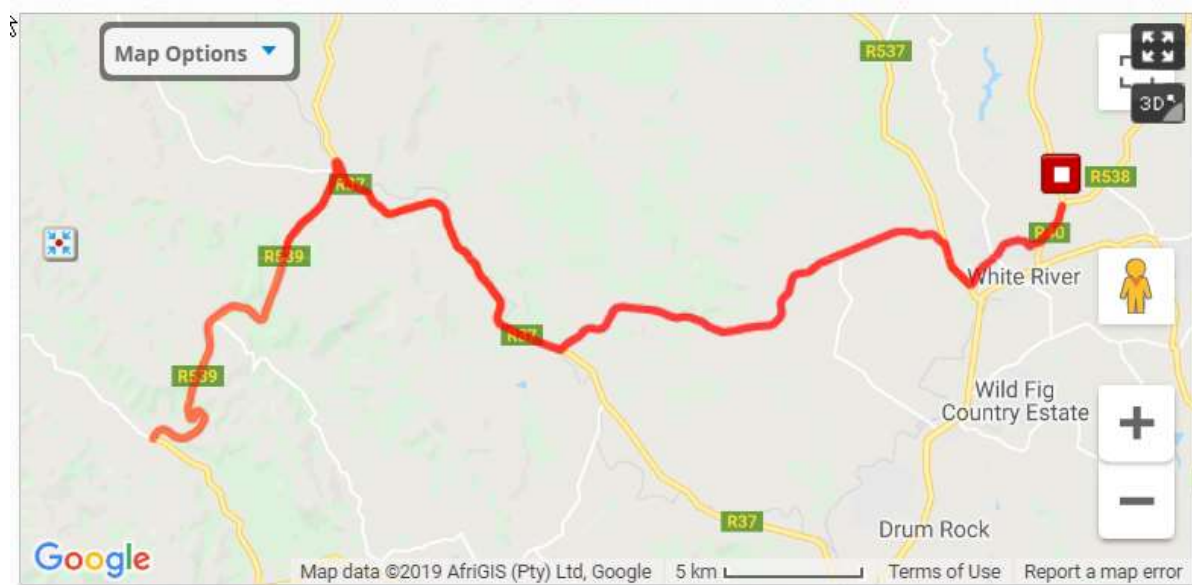 Map Options
R537
3D
R37
R538
R40
R539
White River
R37
R539
Wild Fig
Country Estate
R37
Drum Rock
Google
Map data ©2019 AfriGIS (Pty) Ltd, Google 5 km Terms of Use Report a map error